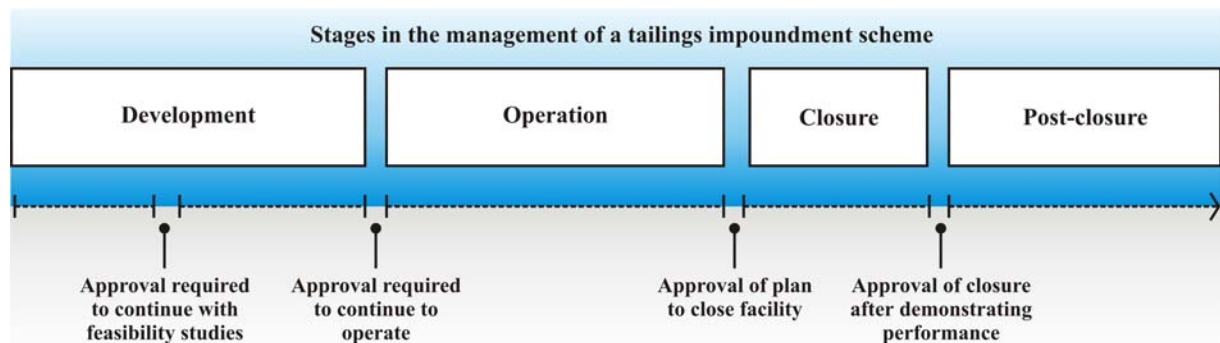 Stages in the management of a tailings impoundment scheme
Development
Operation
Closure
Post-closure
Approval required
to continue with
feasibility studies
Approval required
to continue to
operate
Approval of plan
to close facility
Approval of closure
after demonstrating
performance